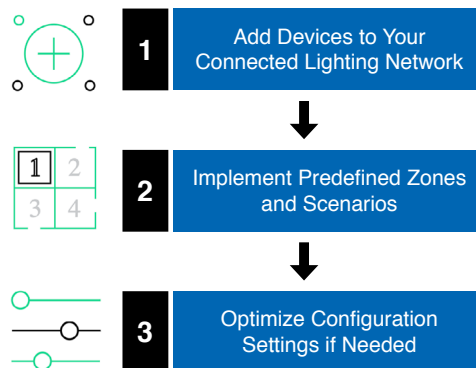 1
Add Devices to Your
Connected Lighting Network
1 2
3 4
2
Implement Predefined Zones
and Scenarios
3
Optimize Configuration
Settings if Needed